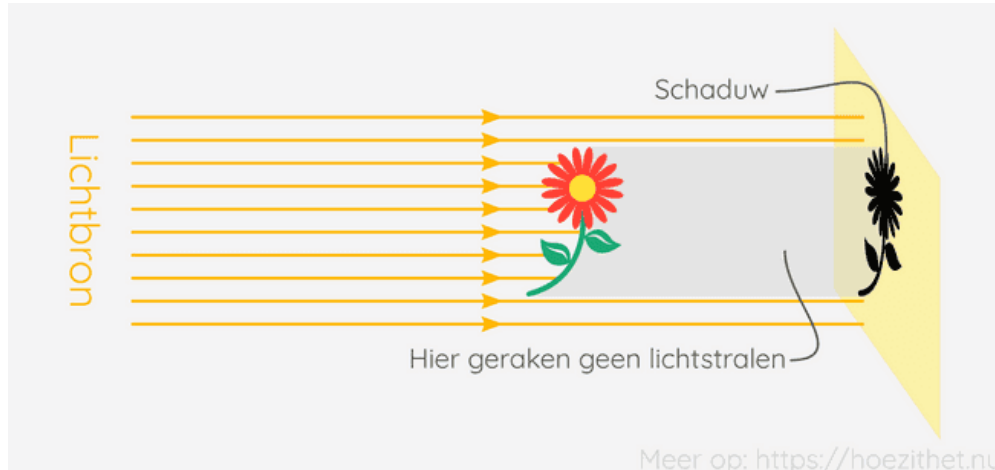 Schaduw
Lichtbron
Hier geraken geen lichtstralen
Meer op: https://hoezithet.nu